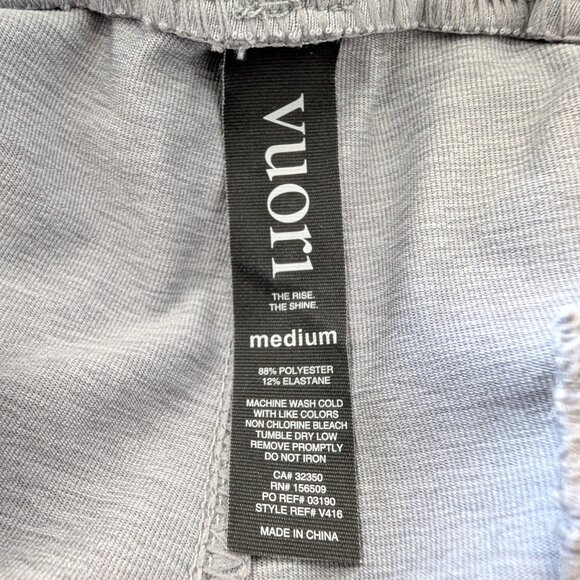 vuori
THE RISE.
THE SHINE.
medium
88% POLYESTER
12% ELASTANE
MACHINE WASH COLD
WITH LIKE COLORS
NON CHLORINE BLEACH
TUMBLE DRY LOW
REMOVE PROMPTLY
DO NOT IRON
CA# 32350
RN# 156509
PO REF# 03190
STYLE REF# V416
MADE IN CHINA